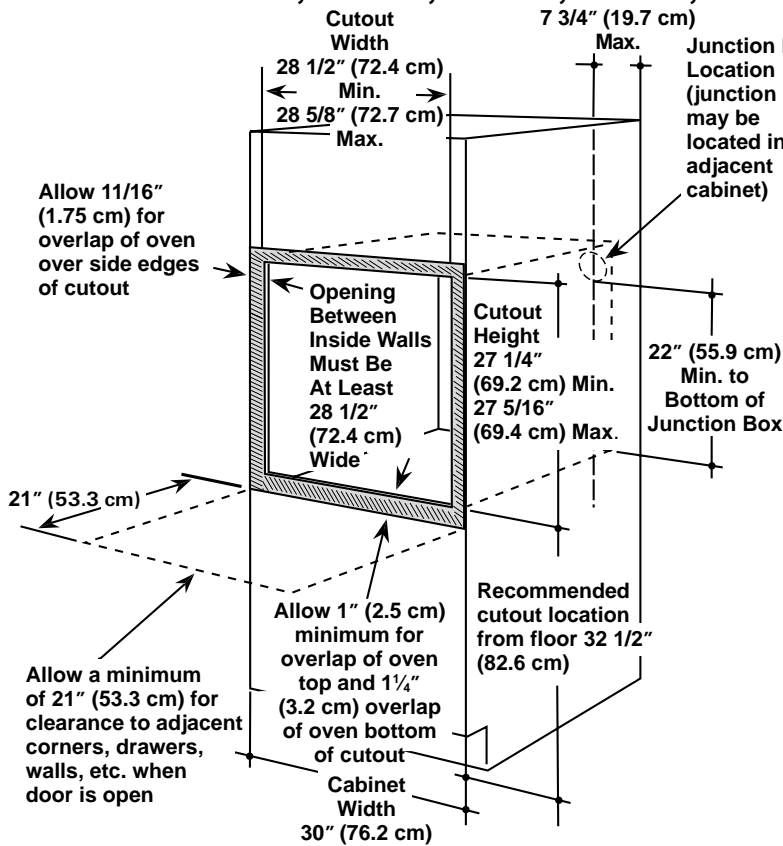 Cutout
Width
28 1/2″ (72.4 cm)
Min.
28 5/8″ (72.7 cm)
Max.
7 3/4″ (19.7 cm)
Max.
Junction
Location
(junction
may be
located in
adjacent
cabinet)
Allow 11/16″
(1.75 cm) for
overlap of oven
over side edges
of cutout
Opening
Between
Inside Walls
Must Be
At Least
28 1/2″
(72.4 cm)
Wide
Cutout
Height
27 1/4″
(69.2 cm) Min.
27 5/16″
(69.4 cm) Max.
22″ (55.9 cm)
Min. to
Bottom of
Junction Box
21″ (53.3 cm)
Allow a minimum
of 21″ (53.3 cm) for
clearance to adjacent
corners, drawers,
walls, etc. when
door is open
Allow 1″ (2.5 cm)
minimum for
overlap of oven
top and 1¼″
(3.2 cm) overlap
of oven bottom
of cutout
Recommended
cutout location
from floor 32 1/2″
(82.6 cm)
Cabinet
Width
30″ (76.2 cm)